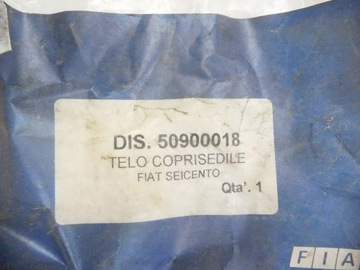 DIS. 50900018
TELO COPRISEDILE
FIAT SEICENTO
Qta'. 1
FIA